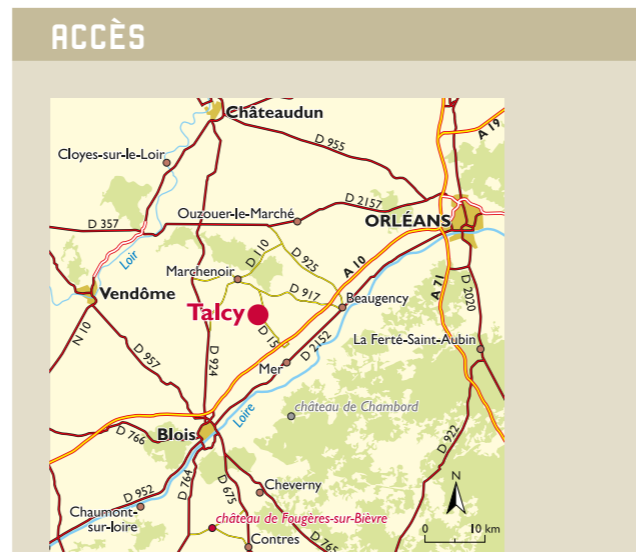 ACCÈS
Châteaudun
A 19
D 955
Cloyes-sur-le-Loir
D 2157
Ouzouer-le-Marché
ORLÉANS
D 357
Loir
D 110
D 925
A 10
Marchenoir
A 71
D 2020
Vendôme
D 917
Beaugency
Talcy
N 10
D 15
D 2152
La Ferté-Saint-Aubin
D 957
D 924
Mer
Loire
château de Chambord
Blois
D 766
D 922
D 764
D 675
Cheverny
N
D 952
Chaumont-
sur-loire
château de Fougères-sur-Bièvre
0 10 km
Contres
D 765